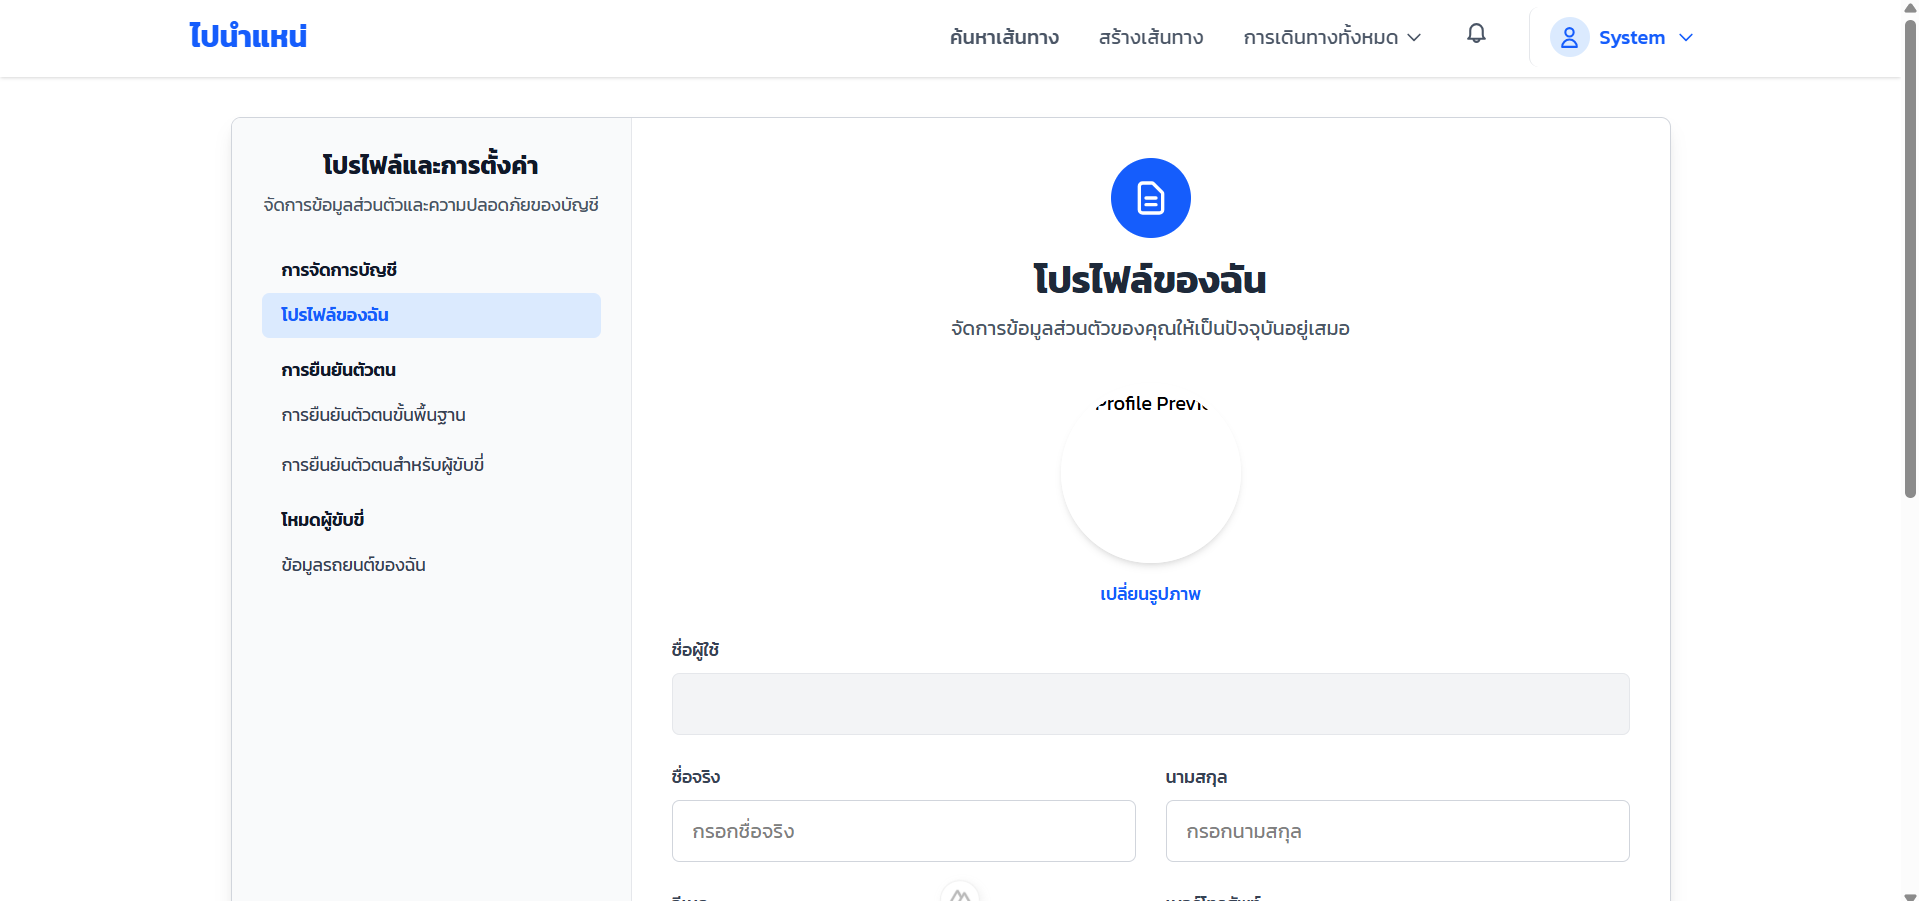 ไปนำแหน่
ค้นหาเส้นทาง
สร้างเส้นทาง
การเดินทางทั้งหมด
System
โปรไฟล์และการตั้งค่า
จัดการข้อมูลส่วนตัวและความปลอดภัยของบัญชี
การจัดการบัญชี
โปรไฟล์ของฉัน
การยืนยันตัวตน
การยืนยันตัวตนขั้นพื้นฐาน
การยืนยันตัวตนสำหรับผู้ขับขี่
โหมดผู้ขับขี่
ข้อมูลรถยนต์ของฉัน
โปรไฟล์ของฉัน
จัดการข้อมูลส่วนตัวของคุณให้เป็นปัจจุบันอยู่เสมอ
Profile
เปลี่ยนรูปภาพ
ชื่อผู้ใช้
ชื่อจริง
นามสกุล
กรอกชื่อจริง
กรอกนามสกุล